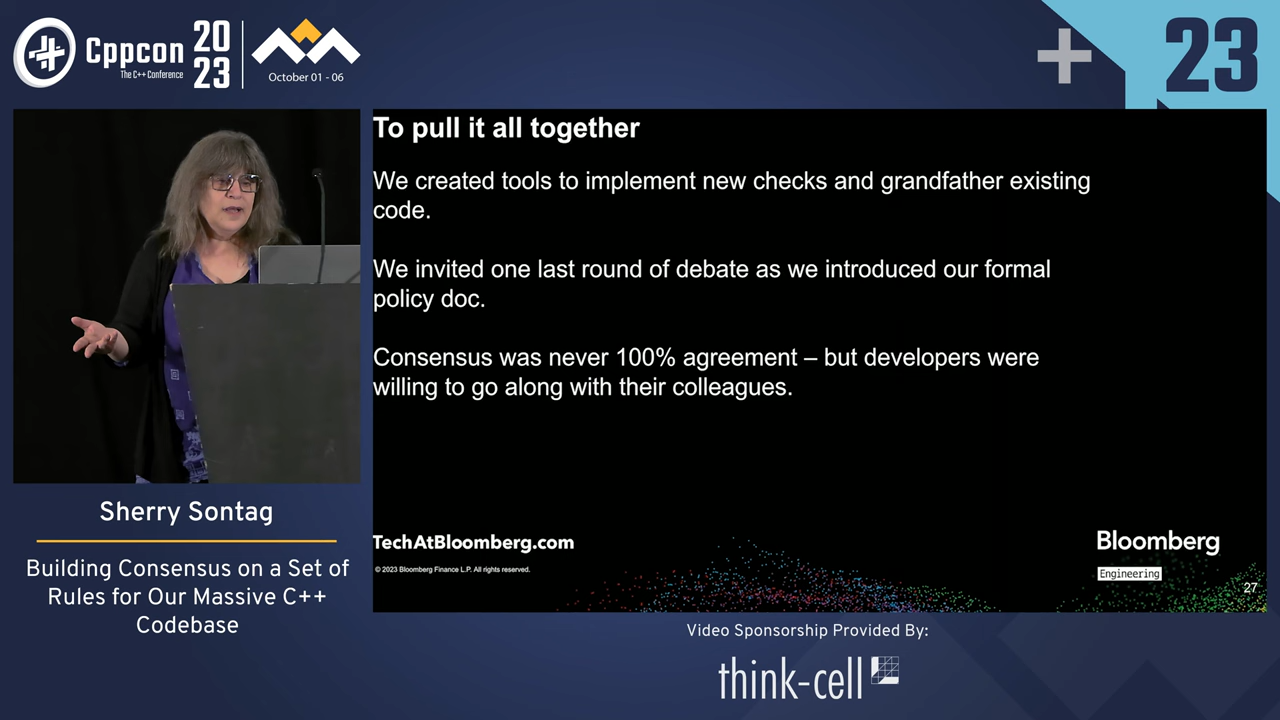 Cppcon
The C++ Conference
20
23
October 01 - 06
23
To pull it all together
We created tools to implement new checks and grandfather existing
code.
We invited one last round of debate as we introduced our formal
policy doc.
Consensus was never 100% agreement – but developers were
willing to go along with their colleagues.
TechAtBloomberg.com
© 2023 Bloomberg Finance L.P. All rights reserved.
Bloomberg
Engineering
27
Sherry Sontag
Building Consensus on a Set of
Rules for Our Massive C++
Codebase
Video Sponsorship Provided By:
think-cell